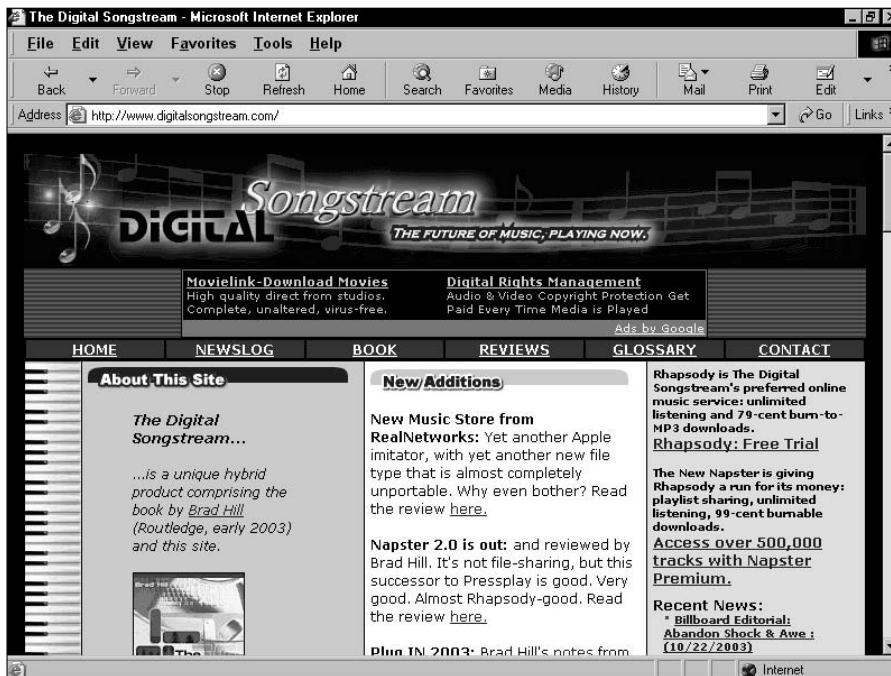 The Digital Songstream - Microsoft Internet Explorer
File Edit View Favorites Tools Help
Back Forward Stop Refresh Home Search Favorites Media History Mail Print Edit
Address http://www.digitalsongstream.com/ Go Links
DiGiTAL Songstream
THE FUTURE OF MUSIC, PLAYING NOW.
Movielink-Download Movies
High quality direct from studios.
Complete, unaltered, virus-free.
Digital Rights Management
Audio & Video Copyright Protection Get
Paid Every Time Media is Played
Ads by Google
HOME NEWSLOG BOOK REVIEWS GLOSSARY CONTACT
About This Site
The Digital
Songstream...
...is a unique hybrid
product comprising the
book by Brad Hill
(Routledge, early 2003)
and this site.
Brad Hill
The
New Additions
New Music Store from
RealNetworks: Yet another Apple
imitator, with yet another new file
type that is almost completely
unportable. Why even bother? Read
the review here.
Napster 2.0 is out: and reviewed by
Brad Hill. It's not file-sharing, but this
successor to Pressplay is good. Very
good. Almost Rhapsody-good. Read
the review here.
Plug IN 2003: Brad Hill's notes from
Rhapsody is The Digital
Songstream's preferred online
music service: unlimited
listening and 79-cent burn-to-
MP3 downloads.
Rhapsody: Free Trial
The New Napster is giving
Rhapsody a run for its money:
playlist sharing, unlimited
listening, 99-cent burnable
downloads.
Access over 500,000
tracks with Napster
Premium.
Recent News:
* Billboard Editorial:
Abandon Shock & Awe :
(10/22/2003)
Internet